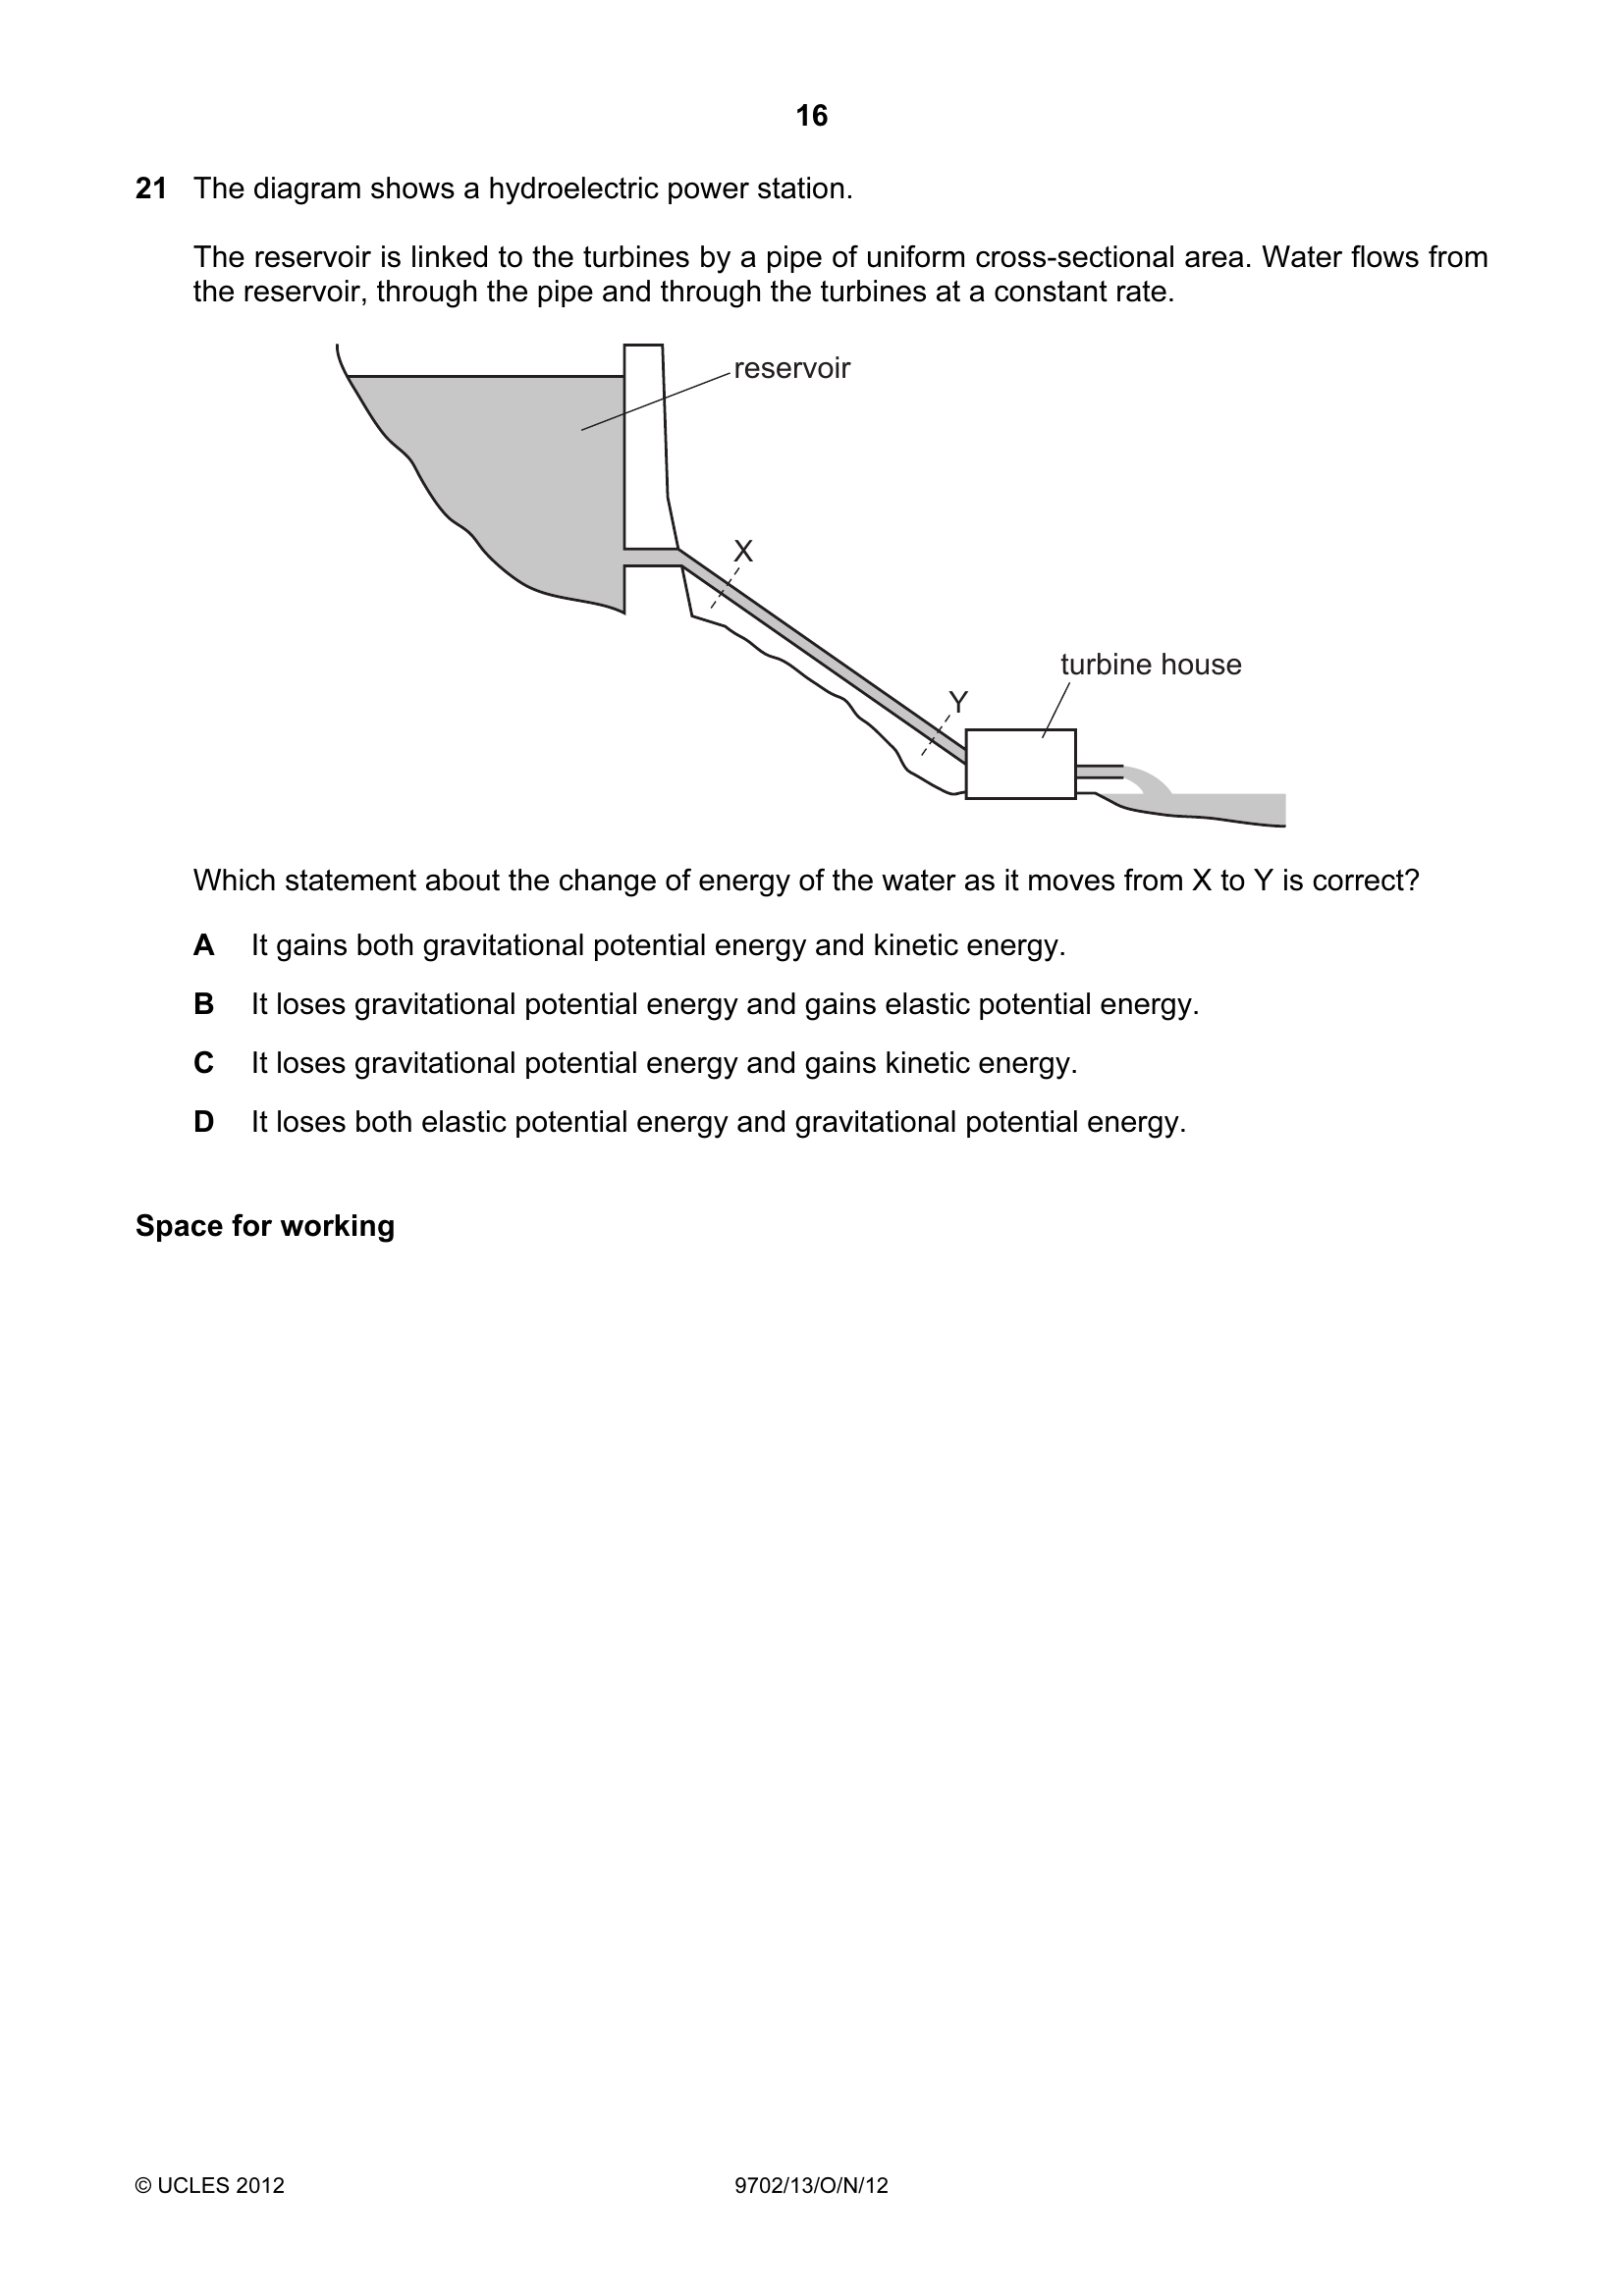 16
21 The diagram shows a hydroelectric power station.
The reservoir is linked to the turbines by a pipe of uniform cross-sectional area. Water flows from
the reservoir, through the pipe and through the turbines at a constant rate.
reservoir
X
turbine house
Y
Which statement about the change of energy of the water as it moves from X to Y is correct?
A It gains both gravitational potential energy and kinetic energy.
B It loses gravitational potential energy and gains elastic potential energy.
C It loses gravitational potential energy and gains kinetic energy.
D It loses both elastic potential energy and gravitational potential energy.
Space for working
© UCLES 2012 9702/13/O/N/12